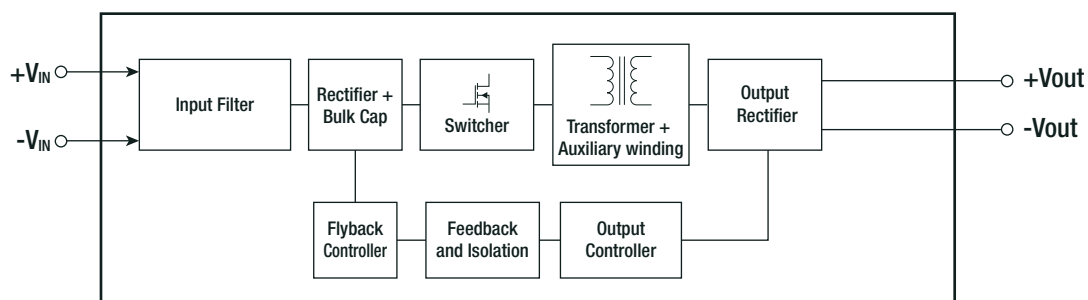 +VIN
-VIN
Input Filter
Rectifier +
Bulk Cap
Switcher
Transformer +
Auxiliary winding
Output
Rectifier
+Vout
-Vout
Flyback
Controller
Feedback
and Isolation
Output
Controller